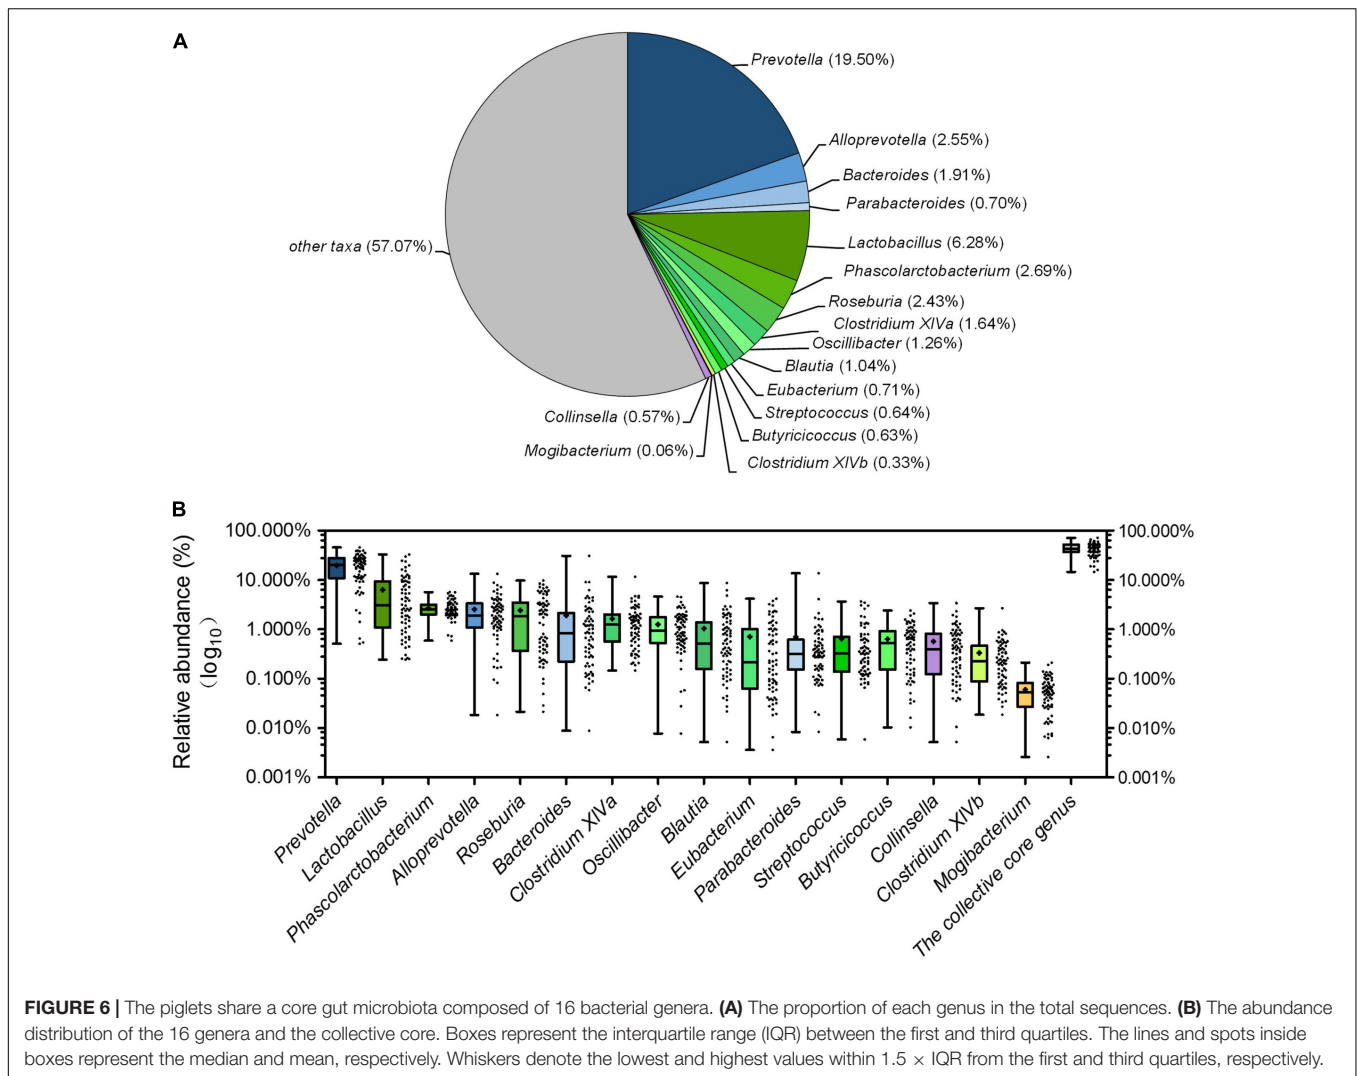 A
Prevotella (19.50%)
Alloprevotella (2.55%)
Bacteroides (1.91%)
Parabacteroides (0.70%)
Lactobacillus (6.28%)
other taxa (57.07%)
Phascolarctobacterium (2.69%)
Roseburia (2.43%)
Clostridium XIVa (1.64%)
Oscillibacter (1.26%)
Blautia (1.04%)
Eubacterium (0.71%)
Collinsella (0.57%)
Streptococcus (0.64%)
Butyricicoccus (0.63%)
Mogibacterium (0.06%)
Clostridium XIVb (0.33%)
B
Relative abundance (%)
(log10)
100.000%
10.000%
1.000%
0.100%
0.010%
0.001%
100.000%
10.000%
1.000%
0.100%
0.010%
0.001%
Prevotella
Lactobacillus
Phascolarctobacterium
Alloprevotella
Roseburia
Bacteroides
Clostridium XIVa
Oscillibacter
Blautia
Eubacterium
Parabacteroides
Streptococcus
Butyricicoccus
Collinsella
Clostridium XIVb
Mogibacterium
The collective core genus
FIGURE 6 | The piglets share a core gut microbiota composed of 16 bacterial genera. (A) The proportion of each genus in the total sequences. (B) The abundance
distribution of the 16 genera and the collective core. Boxes represent the interquartile range (IQR) between the first and third quartiles. The lines and spots inside
boxes represent the median and mean, respectively. Whiskers denote the lowest and highest values within 1.5 × IQR from the first and third quartiles, respectively.